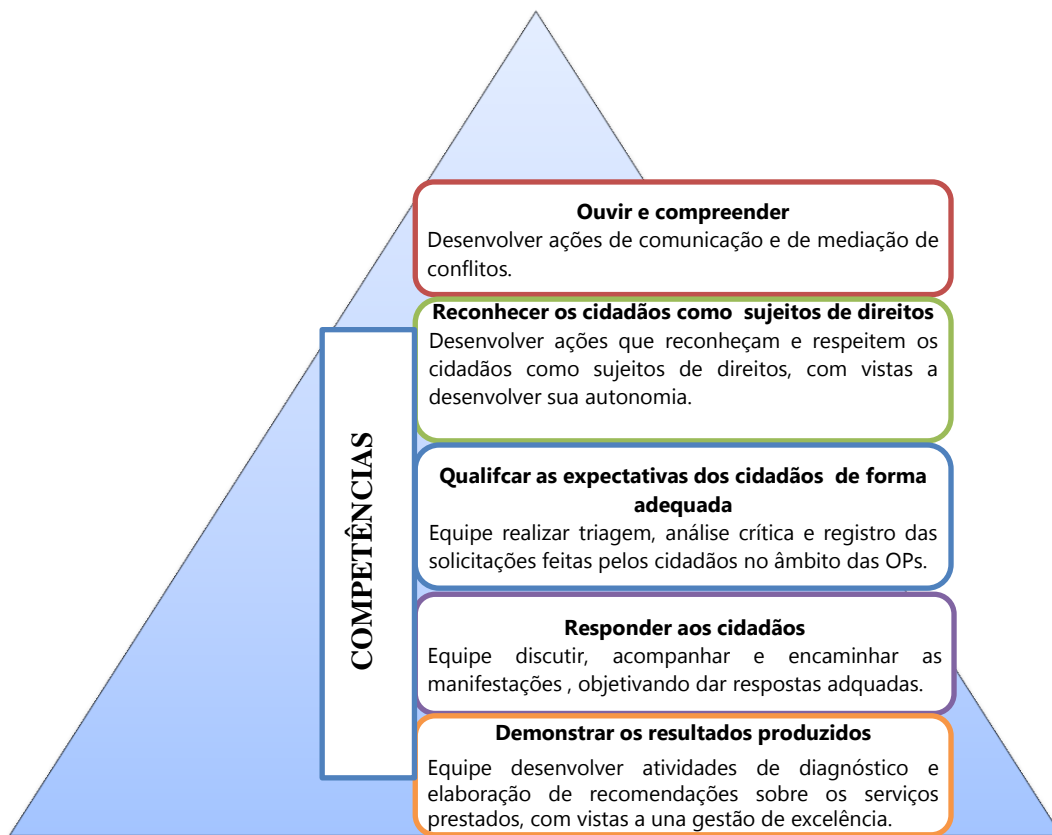 Ouvir e compreender
Desenvolver ações de comunicação e de mediação de
conflitos.
Reconhecer os cidadãos como sujeitos de direitos
Desenvolver ações que reconheçam e respeitem os
cidadãos como sujeitos de direitos, com vistas a
desenvolver sua autonomia.
COMPETÊNCIAS
Qualifcar as expectativas dos cidadãos de forma
adequada
Equipe realizar triagem, análise crítica e registro das
solicitações feitas pelos cidadãos no âmbito das OPs.
Responder aos cidadãos
Equipe discutir, acompanhar e encaminhar as
manifestações , objetivando dar respostas adquadas.
Demonstrar os resultados produzidos
Equipe desenvolver atividades de diagnóstico e
elaboração de recomendações sobre os serviços
prestados, com vistas a una gestão de excelência.